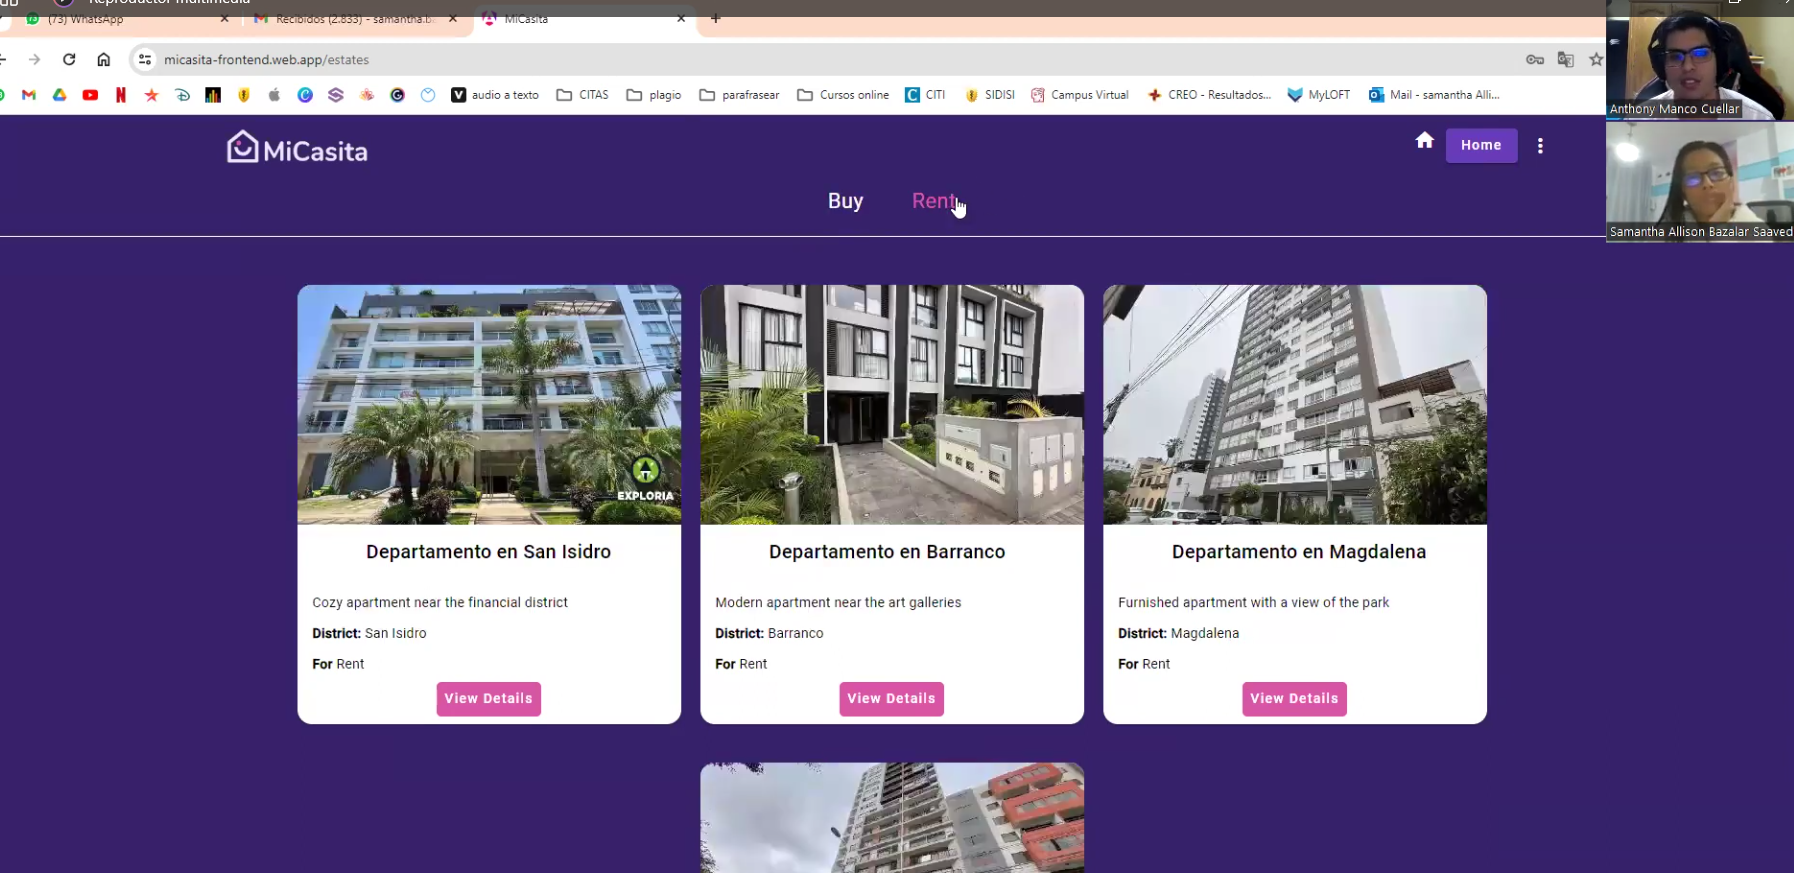 Reproductor multimedia
(73) WhatsApp
Recibidos (2.833) - samantha.ba
MiCasita
micasita-frontend.web.app/estates
audio a texto
CITAS
plagio
parafrasear
Cursos online
CITI
SIDISI
Campus Virtual
CREO - Resultados...
MyLOFT
Mail - samantha Alli...
Anthony Manco Cuellar
Samantha Allison Bazalar Saaved
MiCasita
Home
Buy
Rent
EXPLORIA
Departamento en San Isidro
Cozy apartment near the financial district
District: San Isidro
For Rent
View Details
Departamento en Barranco
Modern apartment near the art galleries
District: Barranco
For Rent
View Details
Departamento en Magdalena
Furnished apartment with a view of the park
District: Magdalena
For Rent
View Details